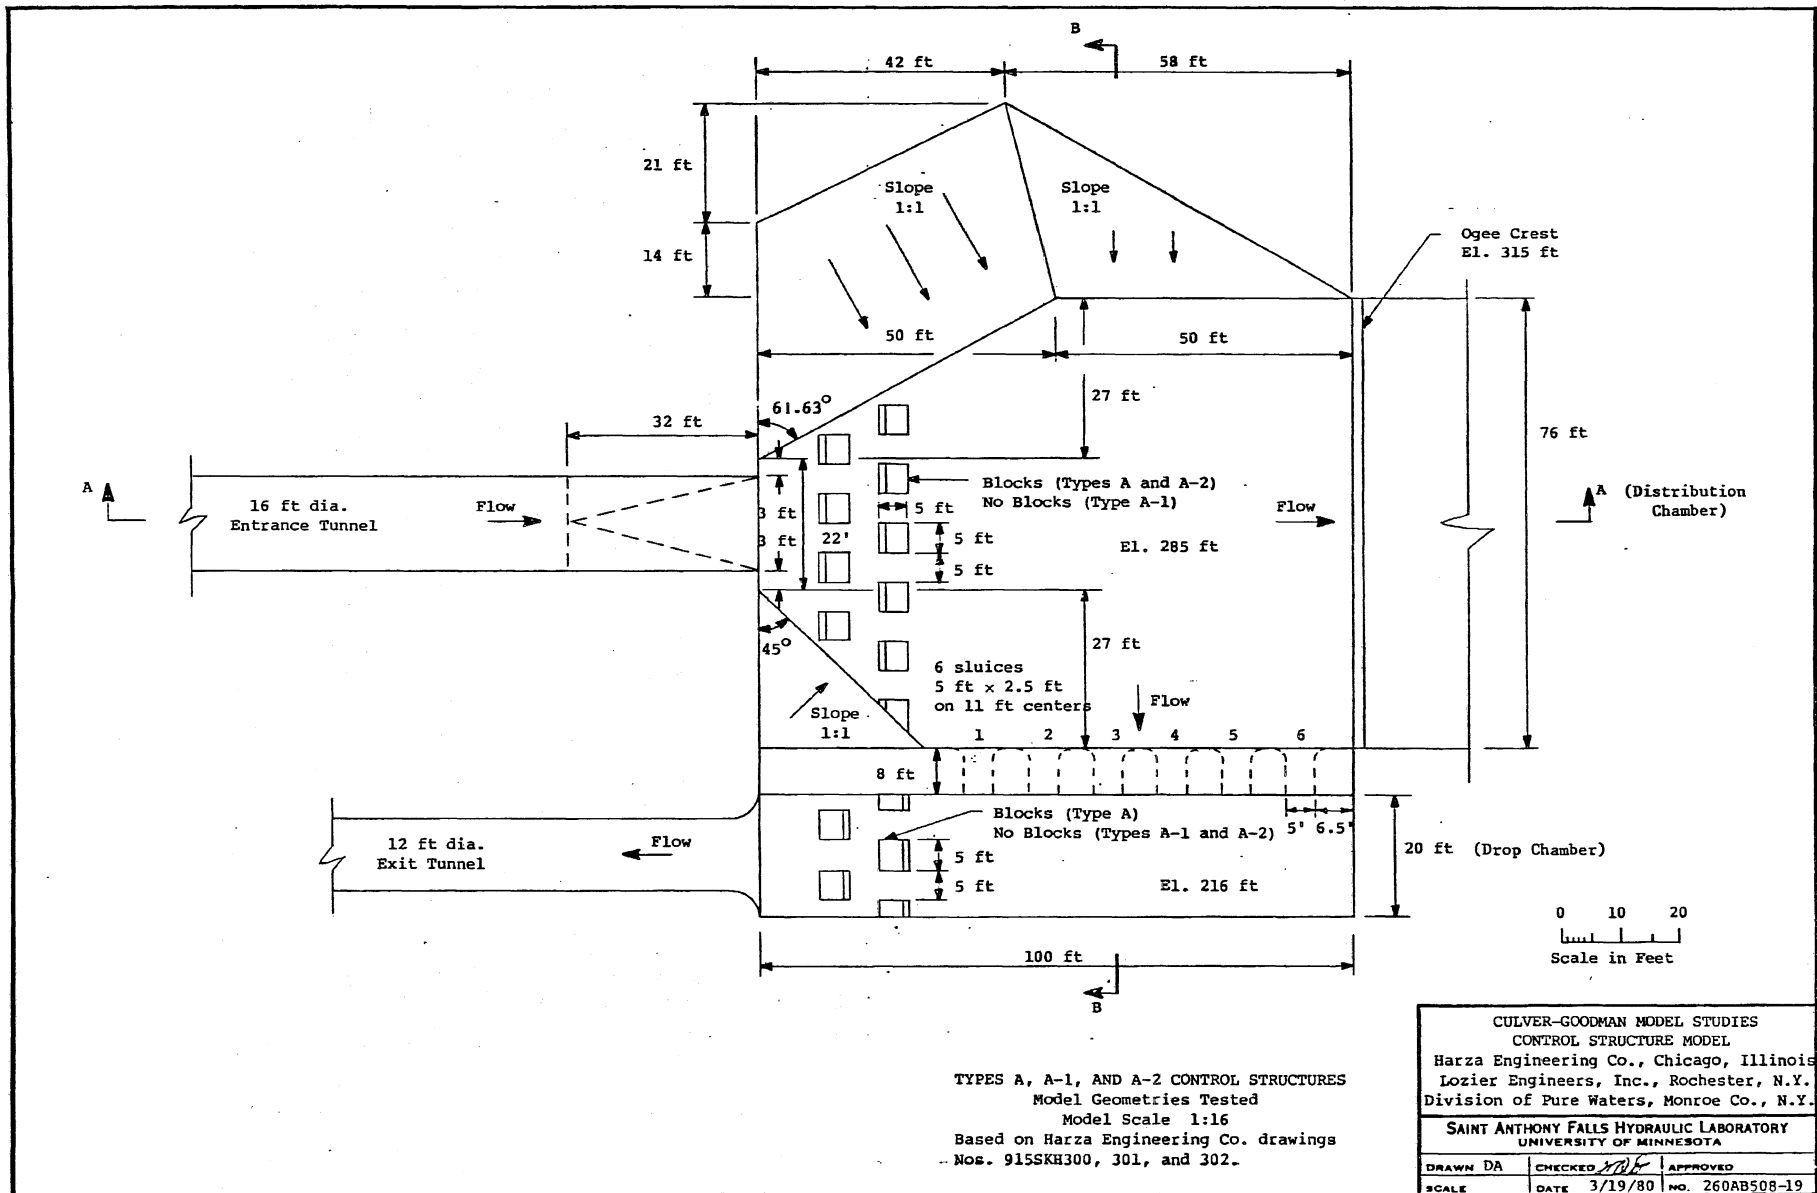 B
42 ft
58 ft
21 ft
Slope
1:1
Slope
1:1
Ogee Crest
El. 315 ft
14 ft
50 ft
50 ft
61.63°
27 ft
32 ft
76 ft
A
16 ft dia.
Entrance Tunnel
Flow
3 ft
3 ft
22'
Blocks (Types A and A-2)
No Blocks (Type A-1)
5 ft
5 ft
5 ft
Flow
El. 285 ft
A (Distribution
Chamber)
45°
27 ft
6 sluices
5 ft x 2.5 ft
on 11 ft centers
Flow
Slope
1:1
1 2 3 4 5 6
8 ft
Blocks (Type A)
No Blocks (Types A-1 and A-2)
5' 6.5'
12 ft dia.
Exit Tunnel
Flow
5 ft
5 ft
El. 216 ft
20 ft (Drop Chamber)
0 10 20
Scale in Feet
100 ft
B
TYPES A, A-1, AND A-2 CONTROL STRUCTURES
Model Geometries Tested
Model Scale 1:16
Based on Harza Engineering Co. drawings
Nos. 915SKH300, 301, and 302.
CULVER-GOODMAN MODEL STUDIES
CONTROL STRUCTURE MODEL
Harza Engineering Co., Chicago, Illinois
Lozier Engineers, Inc., Rochester, N.Y.
Division of Pure Waters, Monroe Co., N.Y.
SAINT ANTHONY FALLS HYDRAULIC LABORATORY
UNIVERSITY OF MINNESOTA
DRAWN DA CHECKED APPROVED
SCALE DATE 3/19/80 NO. 260AB508-19